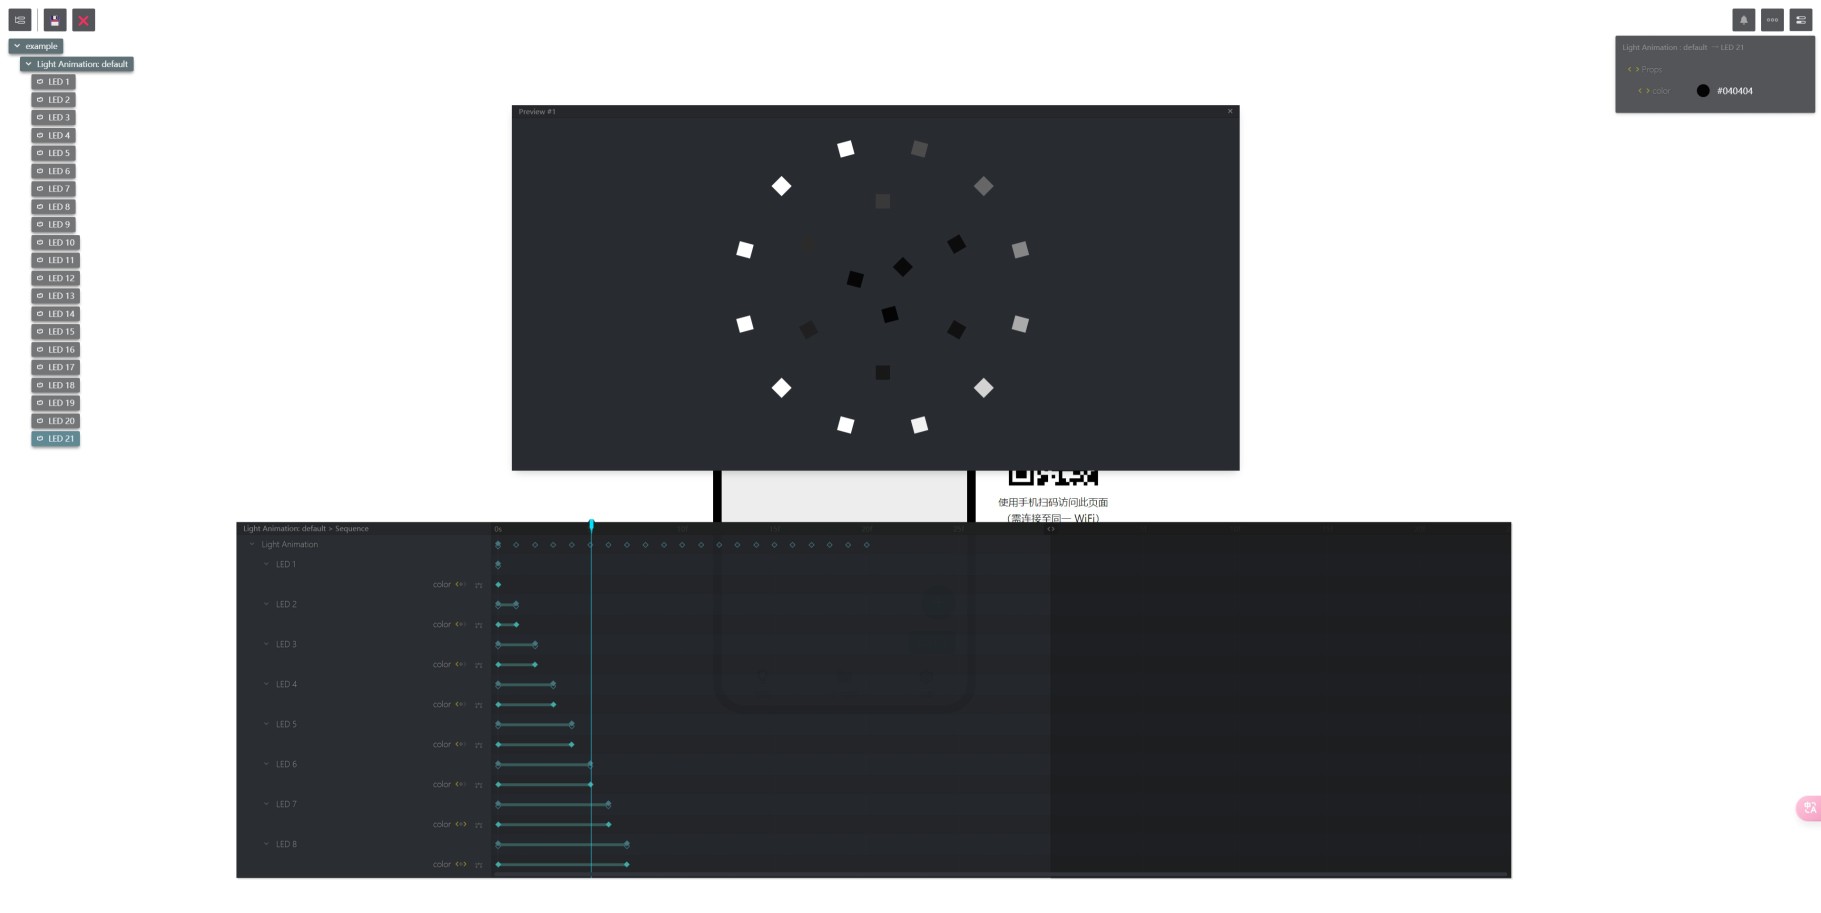 example
Light Animation: default
LED 1
LED 2
LED 3
LED 4
LED 5
LED 6
LED 7
LED 8
LED 9
LED 10
LED 11
LED 12
LED 13
LED 14
LED 15
LED 16
LED 17
LED 18
LED 19
LED 20
LED 21
Light Animation : default → LED 21
Props
color #040404
Preview #1
使用手机扫码访问此页面
（需连接至同一 WiFi）
Light Animation: default > Sequence
0s
Light Animation
LED 1
color
LED 2
color
LED 3
color
LED 4
color
LED 5
color
LED 6
color
LED 7
color
LED 8
color